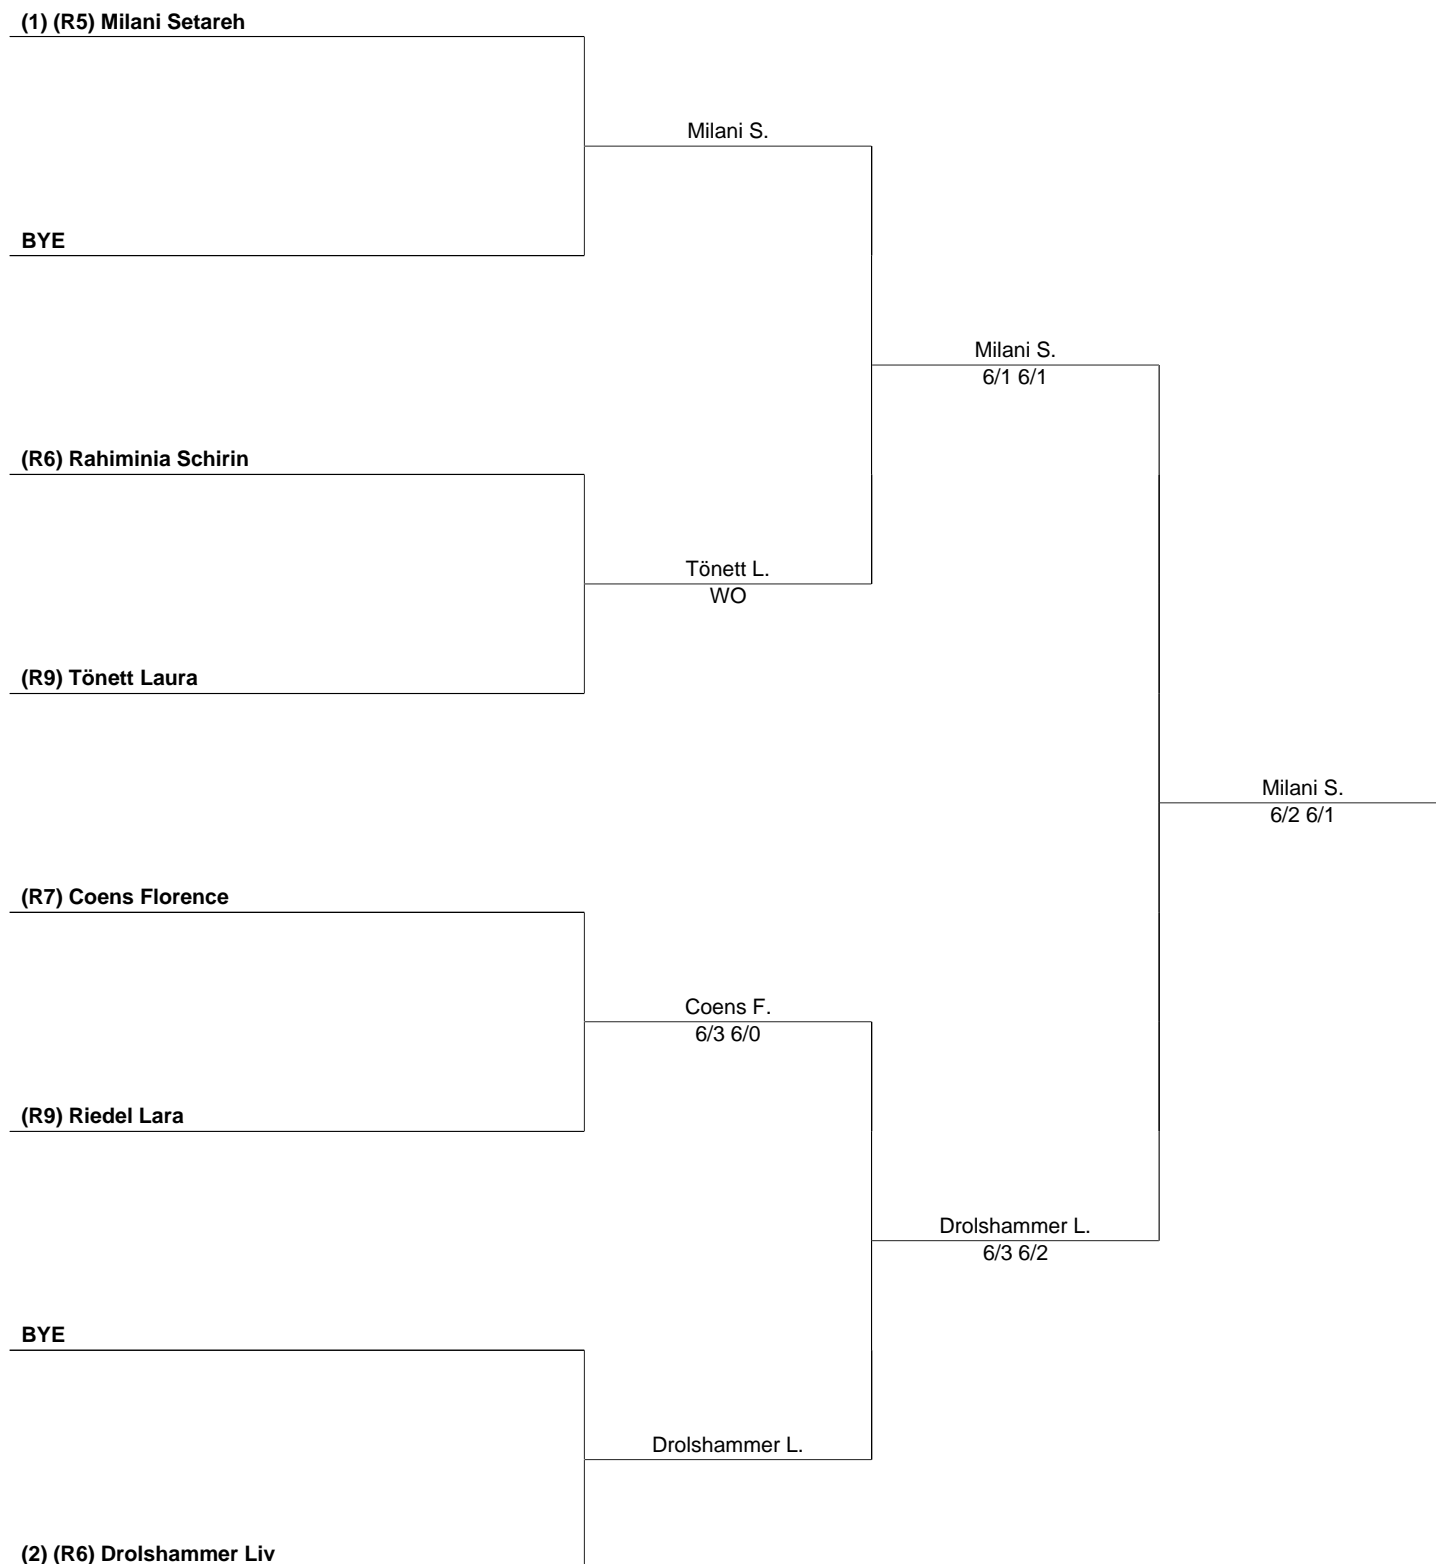 (1) (R5) Milani Setareh
Milani S.
BYE
Milani S.
6/1 6/1
(R6) Rahiminia Schirin
Tönett L.
WO
(R9) Tönett Laura
Milani S.
6/2 6/1
(R7) Coens Florence
Coens F.
6/3 6/0
(R9) Riedel Lara
Drolshammer L.
6/3 6/2
BYE
Drolshammer L.
(2) (R6) Drolshammer Liv